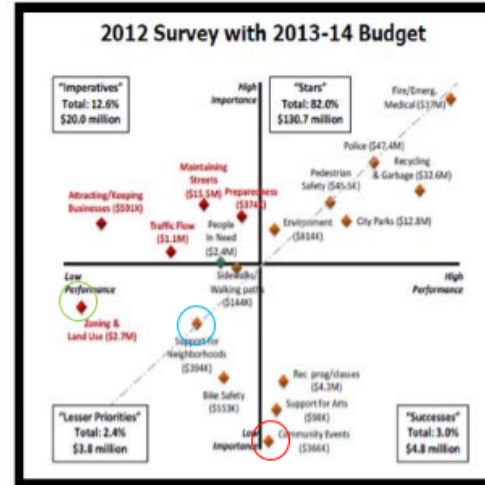 2012 Survey with 2013-14 Budget
"Imperatives"
Total: 12.6%
$20.0 million
High
Importance
"Stars"
Total: 82.0%
$130.7 million
Fire/Emerg.
Medical ($37M)
Police ($47.4M)
Recycling
& Garbage ($32.6M)
Pedestrian
Safety ($45.5K)
City Parks ($12.8M)
Environment
($814K)
Maintaining
Streets
($15.5M)
Preparedness
($374K)
Attracting/Keeping
Businesses ($591K)
Traffic Flow
($1.1M)
People
In Need
($2.4M)
Low
Performance
High
Performance
Sidewalks/
Walking paths
($144K)
Zoning &
Land Use ($2.7M)
Support for
Neighborhoods
($394K)
Bike Safety
($553K)
Rec prog/classes
($4.3M)
Support for Arts
($98K)
Community Events
($366K)
"Lesser Priorities"
Total: 2.4%
$3.8 million
Low
Importance
"Successes"
Total: 3.0%
$4.8 million